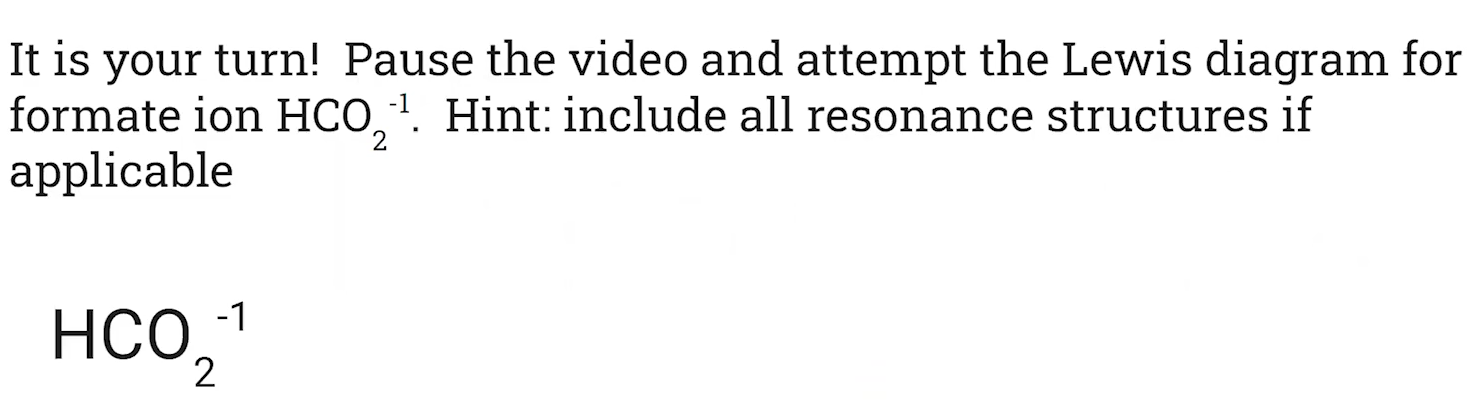 It is your turn! Pause the video and attempt the Lewis diagram for
formate ion HCO₂⁻¹. Hint: include all resonance structures if
applicable
HCO₂⁻¹